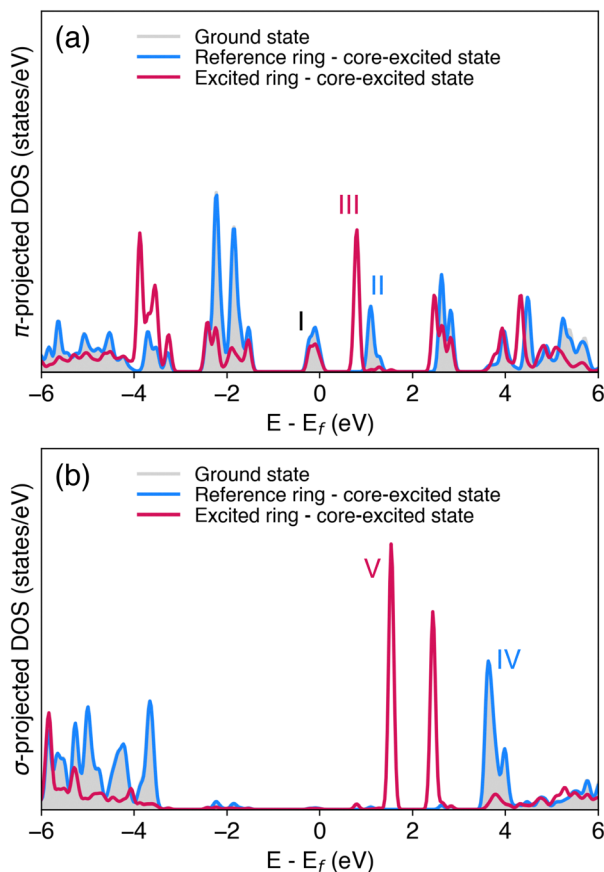 (a)
Ground state
Reference ring - core-excited state
Excited ring - core-excited state
π-projected DOS (states/eV)
III
II
I
−6 −4 −2 0 2 4 6
E - E_f (eV)
(b)
Ground state
Reference ring - core-excited state
Excited ring - core-excited state
σ-projected DOS (states/eV)
V
IV
−6 −4 −2 0 2 4 6
E - E_f (eV)